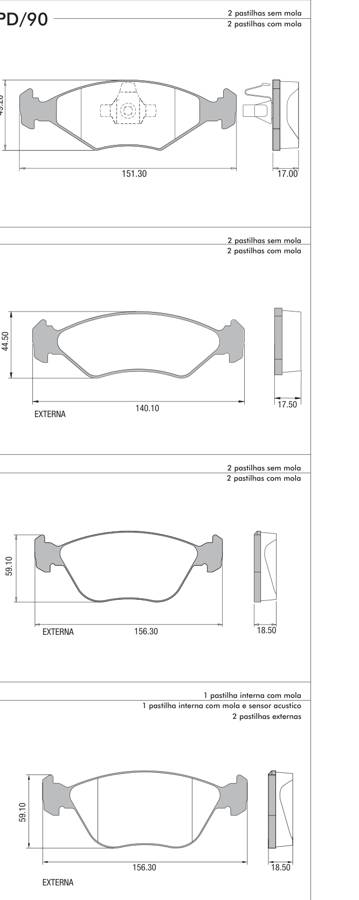 PD/90
2 pastilhas sem mola
2 pastilhas com mola
151.30
17.00
2 pastilhas sem mola
2 pastilhas com mola
44.50
140.10
17.50
EXTERNA
2 pastilhas sem mola
2 pastilhas com mola
59.10
EXTERNA
156.30
18.50
1 pastilha interna com mola
1 pastilha interna com mola e sensor acustico
2 pastilhas externas
59.10
156.30
18.50
EXTERNA